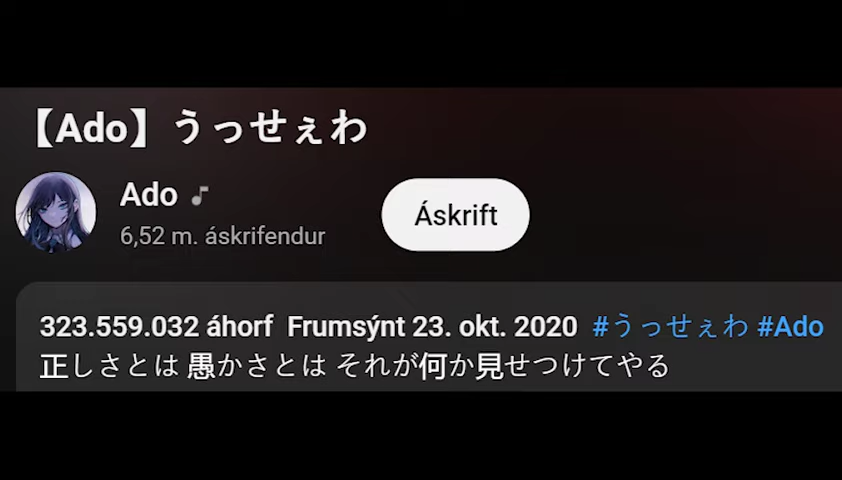 【Ado】うっせぇわ
Ado
6,52 m. áskrifendur
Áskrift
323.559.032 áhorf Frumsýnt 23. okt. 2020 #うっせぇわ #Ado
正しさとは 愚かさとは それが何か見せつけてやる